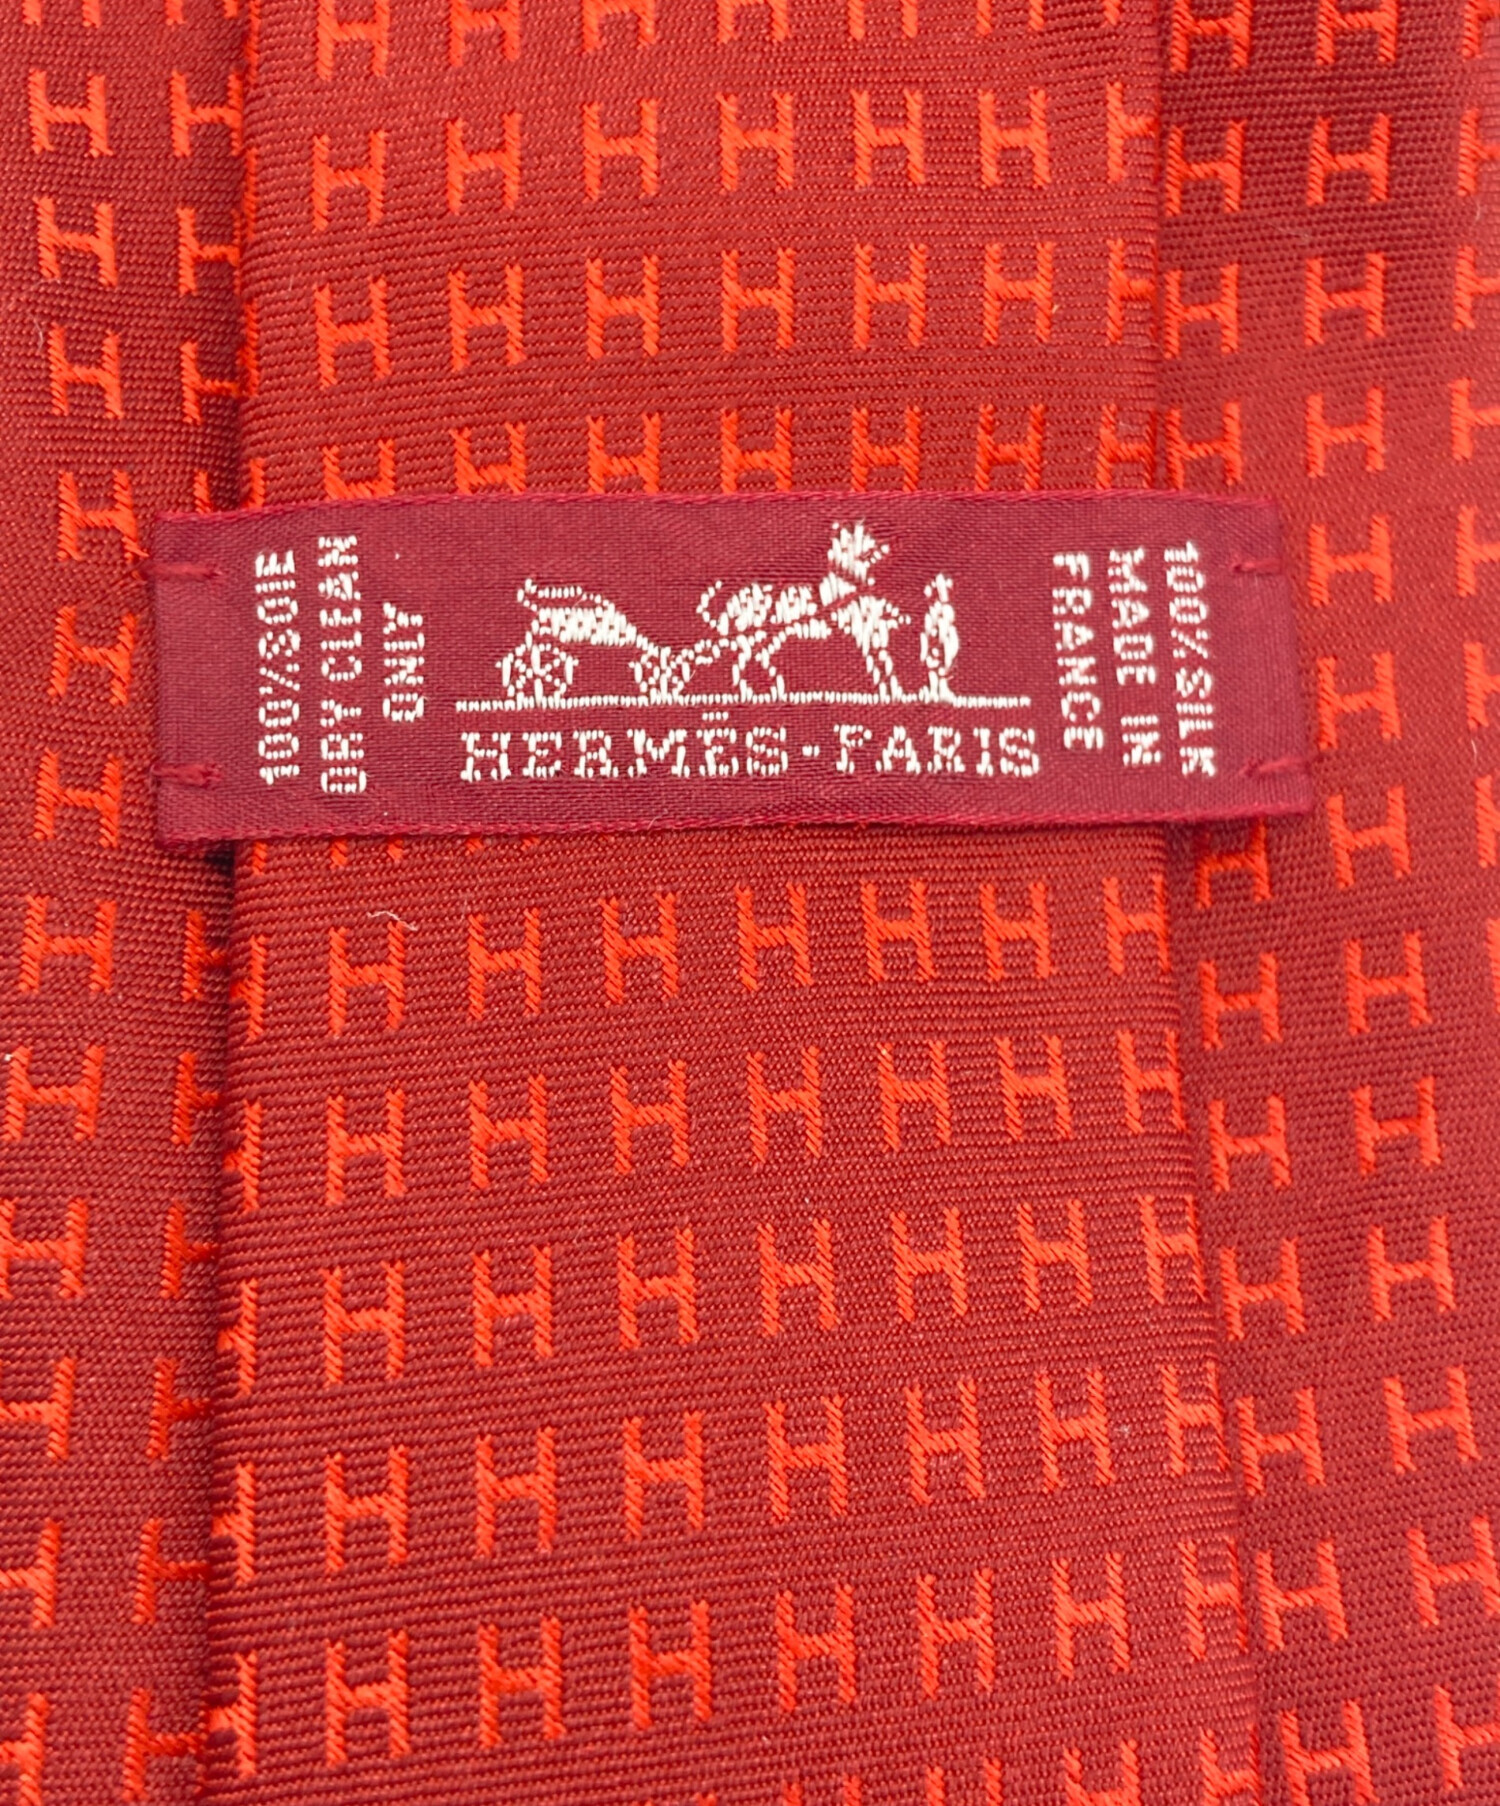 100%SOIE
DRY CLEAN
ONLY
HERMÈS-PARIS
100%SILK
MADE IN
FRANCE